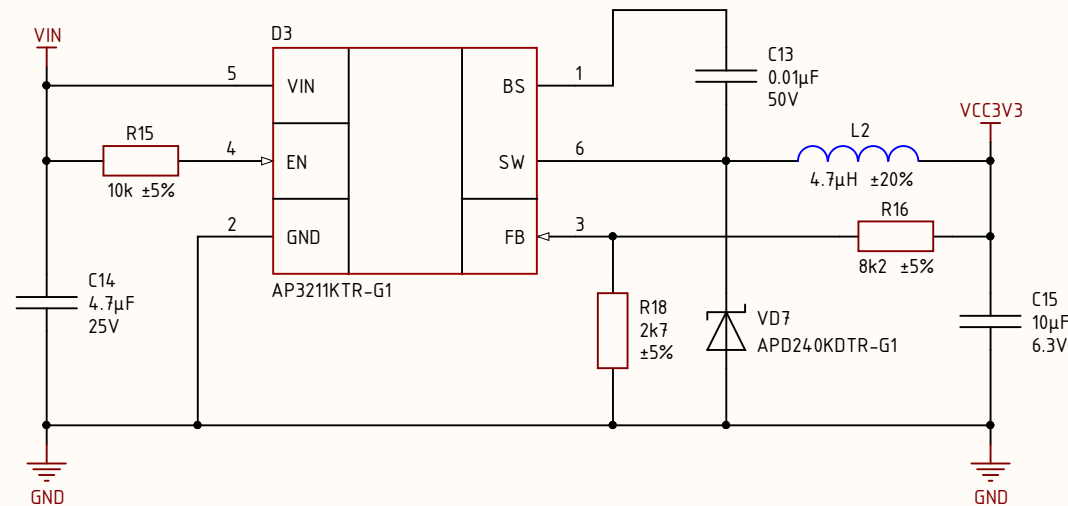 VIN
D3
5
VIN
BS
1
C13
0.01µF
50V
VCC3V3
R15
10k ±5%
4
EN
SW
6
L2
4.7µH ±20%
2
GND
FB
3
R16
8k2 ±5%
AP3211KTR-G1
C14
4.7µF
25V
R18
2k7
±5%
VD7
APD240KDTR-G1
C15
10µF
6.3V
GND
GND